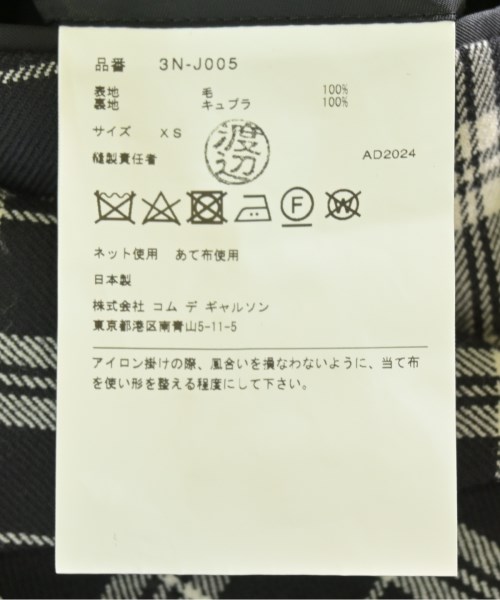 品番 3N-J005
表地 毛 100%
裏地 キュプラ 100%
サイズ XS
渡辺
縫製責任者 AD2024
F W
ネット使用 あて布使用
日本製
株式会社 コム デ ギャルソン
東京都港区南青山5-11-5
アイロン掛けの際、風合いを損なわないように、当て布
を使い形を整える程度にして下さい。